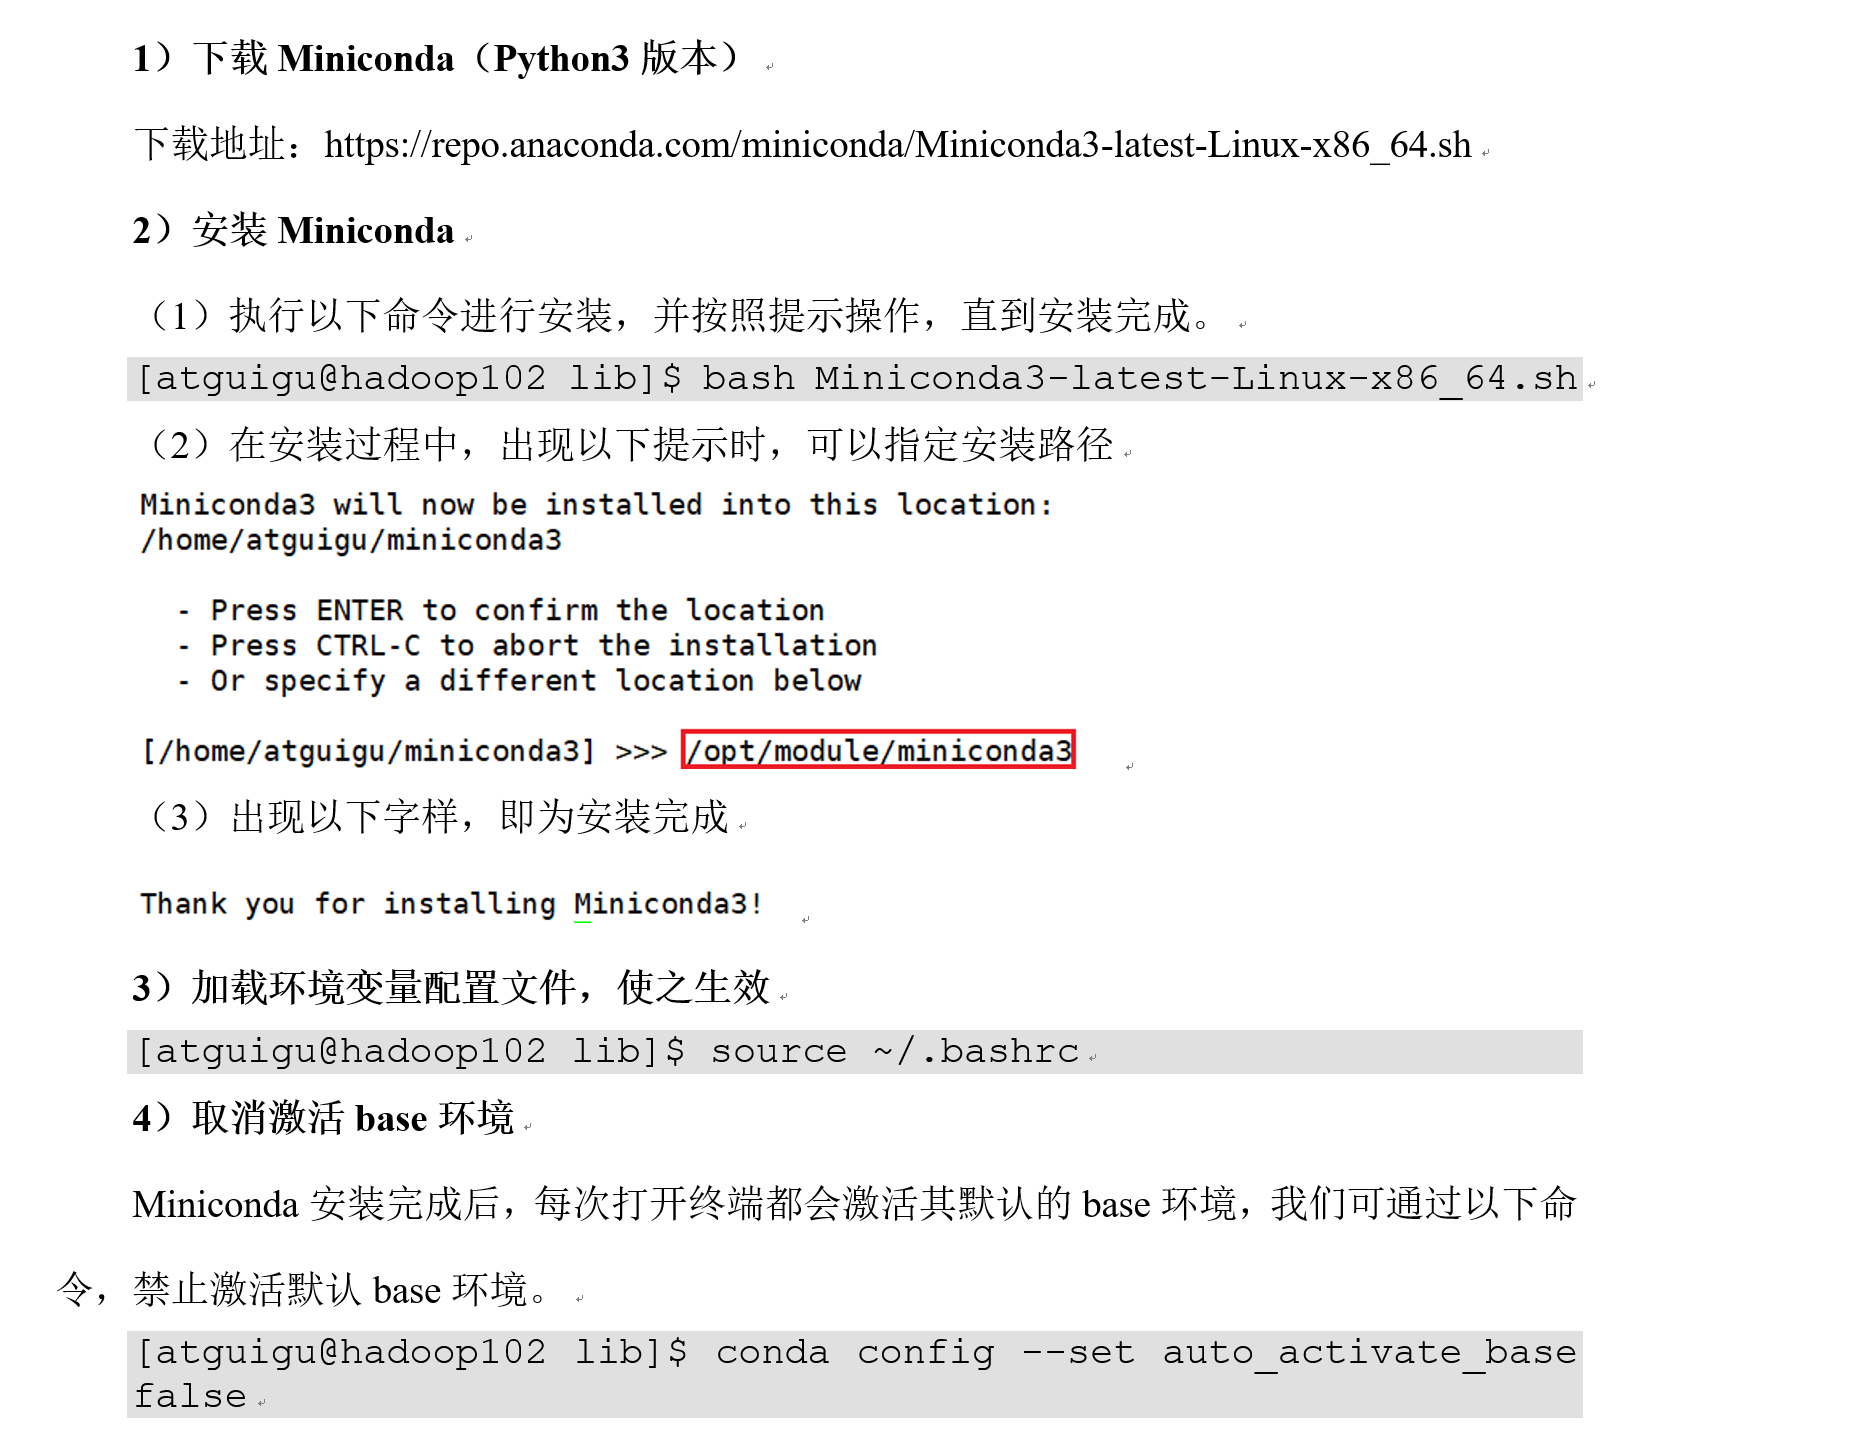 1）下载 Miniconda（Python3 版本）
下载地址：https://repo.anaconda.com/miniconda/Miniconda3-latest-Linux-x86_64.sh
2）安装 Miniconda
（1）执行以下命令进行安装，并按照提示操作，直到安装完成。
[atguigu@hadoop102 lib]$ bash Miniconda3-latest-Linux-x86_64.sh
（2）在安装过程中，出现以下提示时，可以指定安装路径
Miniconda3 will now be installed into this location:
/home/atguigu/miniconda3
- Press ENTER to confirm the location
- Press CTRL-C to abort the installation
- Or specify a different location below
[/home/atguigu/miniconda3] >>> /opt/module/miniconda3
（3）出现以下字样，即为安装完成
Thank you for installing Miniconda3!
3）加载环境变量配置文件，使之生效
[atguigu@hadoop102 lib]$ source ~/.bashrc
4）取消激活 base 环境
Miniconda 安装完成后，每次打开终端都会激活其默认的 base 环境，我们可通过以下命
令，禁止激活默认 base 环境。
[atguigu@hadoop102 lib]$ conda config --set auto_activate_base
false